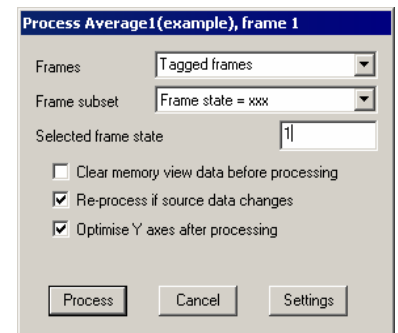 Process Average1(example), frame 1
Frames Tagged frames
Frame subset Frame state = xxx
Selected frame state 1
Clear memory view data before processing
Re-process if source data changes
Optimise Y axes after processing
Process Cancel Settings